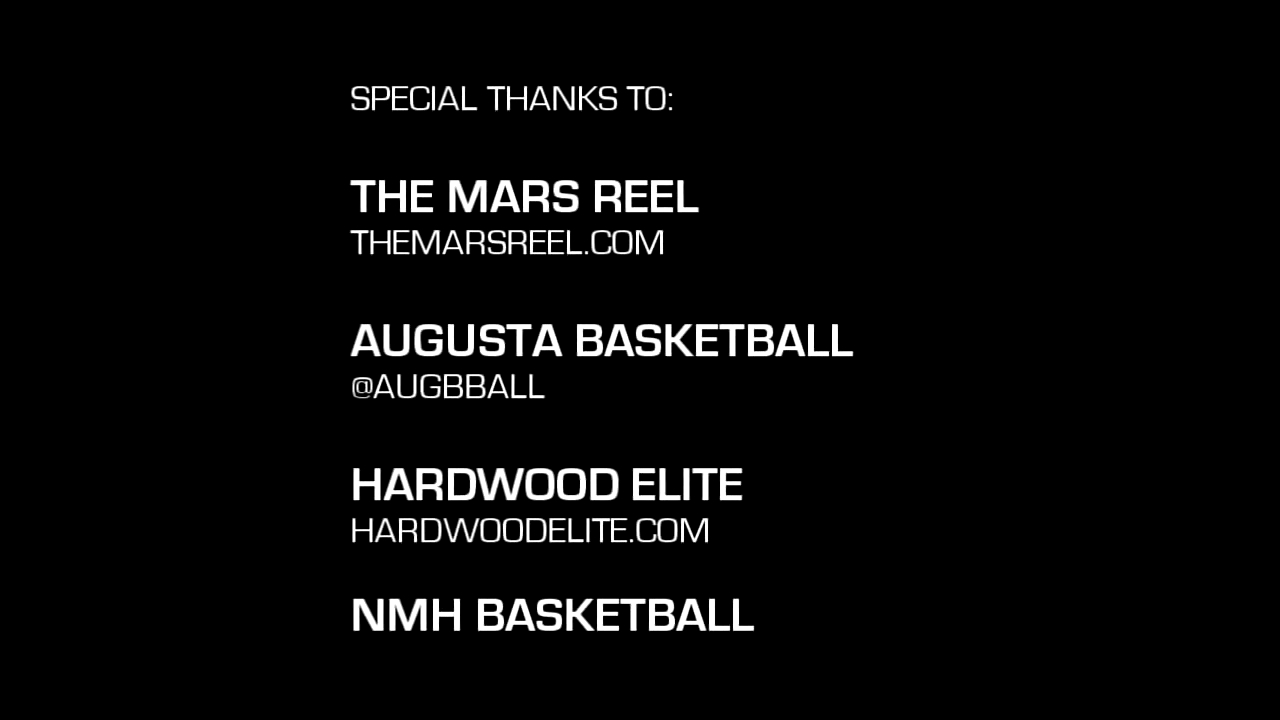 SPECIAL THANKS TO:
THE MARS REEL
THEMARSREEL.COM
AUGUSTA BASKETBALL
@AUGBBALL
HARDWOOD ELITE
HARDWOODELITE.COM
NMH BASKETBALL